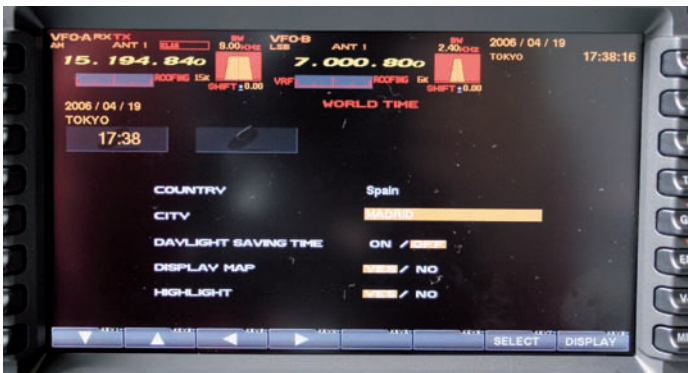 VFO-A RX TX
AM ANT 1
BW
9.00KHZ
15.194.840
ROOFING 15K
SHIFT±0.00
VFO-B
LSB ANT 1
BW
2.40KHZ
7.000.800
VRF ROOFING 6K
SHIFT±0.00
2006 / 04 / 19
TOKYO 17:38:16
2006 / 04 / 19
TOKYO
17:38
WORLD TIME
COUNTRY Spain
CITY MADRID
DAYLIGHT SAVING TIME ON / OFF
DISPLAY MAP YES / NO
HIGHLIGHT YES / NO
SELECT DISPLAY